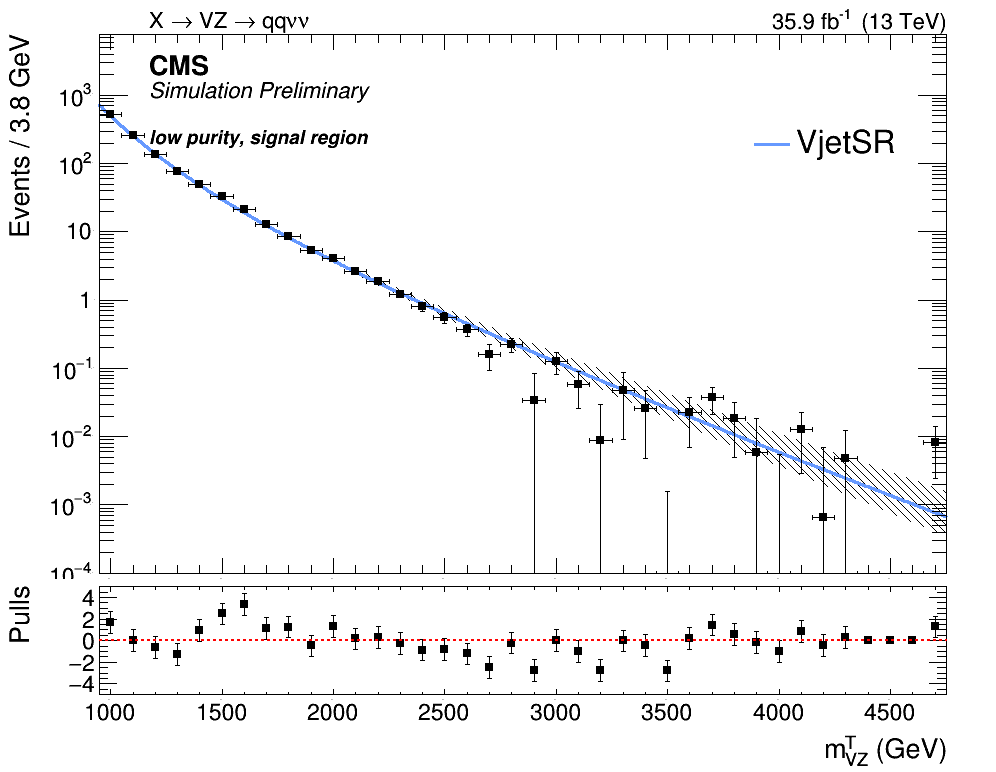 X → VZ → qqνν
35.9 fb⁻¹ (13 TeV)
Events / 3.8 GeV
CMS
Simulation Preliminary
low purity, signal region
VjetSR
10³
10²
10
1
10⁻¹
10⁻²
10⁻³
10⁻⁴
Pulls
4
2
0
−2
−4
1000 1500 2000 2500 3000 3500 4000 4500
m^T_VZ (GeV)